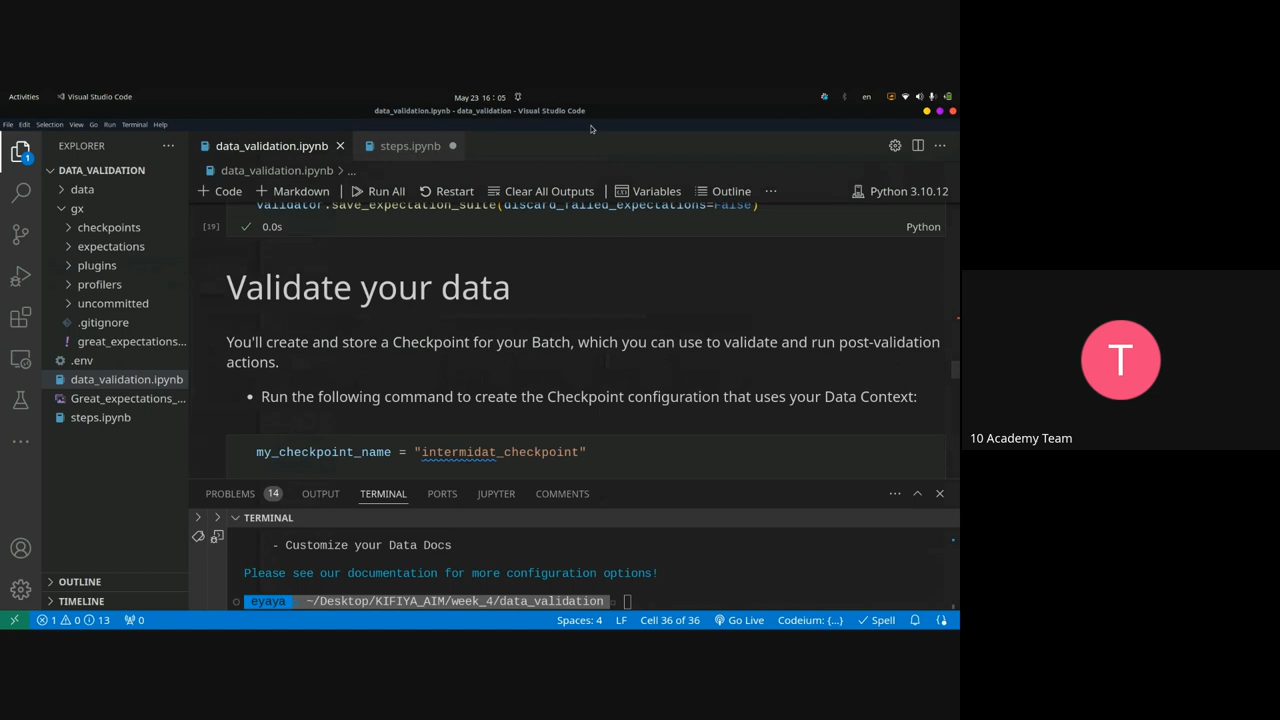 Activities Visual Studio Code May 23 16:05 en
data_validation.ipynb - data_validation - Visual Studio Code
File Edit Selection View Go Run Terminal Help
EXPLORER ··· data_validation.ipynb steps.ipynb
DATA_VALIDATION data_validation.ipynb > ...
Code Markdown Run All Restart Clear All Outputs Variables Outline ··· Python 3.10.12
data
gx
checkpoints
expectations
plugins
profilers
uncommitted
.gitignore
great_expectations...
.env
data_validation.ipynb
Great_expectations_...
steps.ipynb
OUTLINE
TIMELINE
1
validator.save_expectation_suite(discard_failed_expectations=False)
[19] 0.0s Python
Validate your data
You'll create and store a Checkpoint for your Batch, which you can use to validate and run post-validation
actions.
• Run the following command to create the Checkpoint configuration that uses your Data Context:
my_checkpoint_name = "intermidat_checkpoint"
PROBLEMS 14 OUTPUT TERMINAL PORTS JUPYTER COMMENTS
TERMINAL
- Customize your Data Docs
Please see our documentation for more configuration options!
eyaya ~/Desktop/KIFIYA_AIM/week_4/data_validation
1 0 13 0 Spaces: 4 LF Cell 36 of 36 Go Live Codeium: {...} Spell
T
10 Academy Team